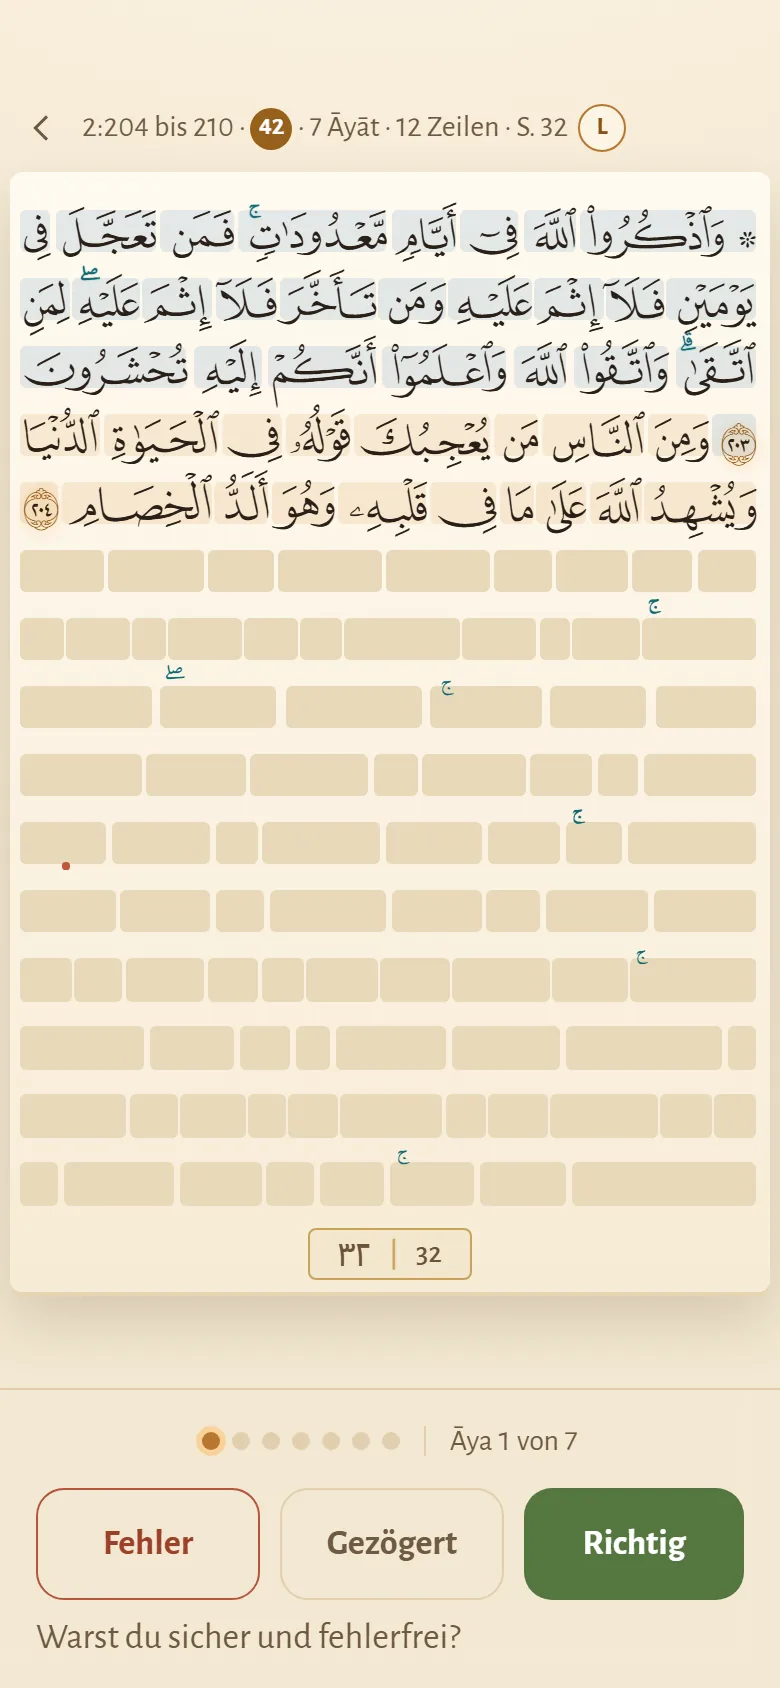 2:204 bis 210 · 42 · 7 Āyāt · 12 Zeilen · S. 32 L
۞ وَٱذْكُرُوا۟ ٱللَّهَ فِىٓ أَيَّامٍ مَّعْدُودَٰتٍ ۚ فَمَن تَعَجَّلَ فِى
يَوْمَيْنِ فَلَآ إِثْمَ عَلَيْهِ وَمَن تَأَخَّرَ فَلَآ إِثْمَ عَلَيْهِ ۖ لِمَنِ
ٱتَّقَىٰ ۗ وَٱتَّقُوا۟ ٱللَّهَ وَٱعْلَمُوٓا۟ أَنَّكُمْ إِلَيْهِ تُحْشَرُونَ
٢٠٣ وَمِنَ ٱلنَّاسِ مَن يُعْجِبُكَ قَوْلُهُۥ فِى ٱلْحَيَوٰةِ ٱلدُّنْيَا
وَيُشْهِدُ ٱللَّهَ عَلَىٰ مَا فِى قَلْبِهِۦ وَهُوَ أَلَدُّ ٱلْخِصَامِ ٢٠٤
ۚ
ۚ ۖ
ۚ
ۚ
ۚ
٣٢ | 32
Āya 1 von 7
Fehler Gezögert Richtig
Warst du sicher und fehlerfrei?